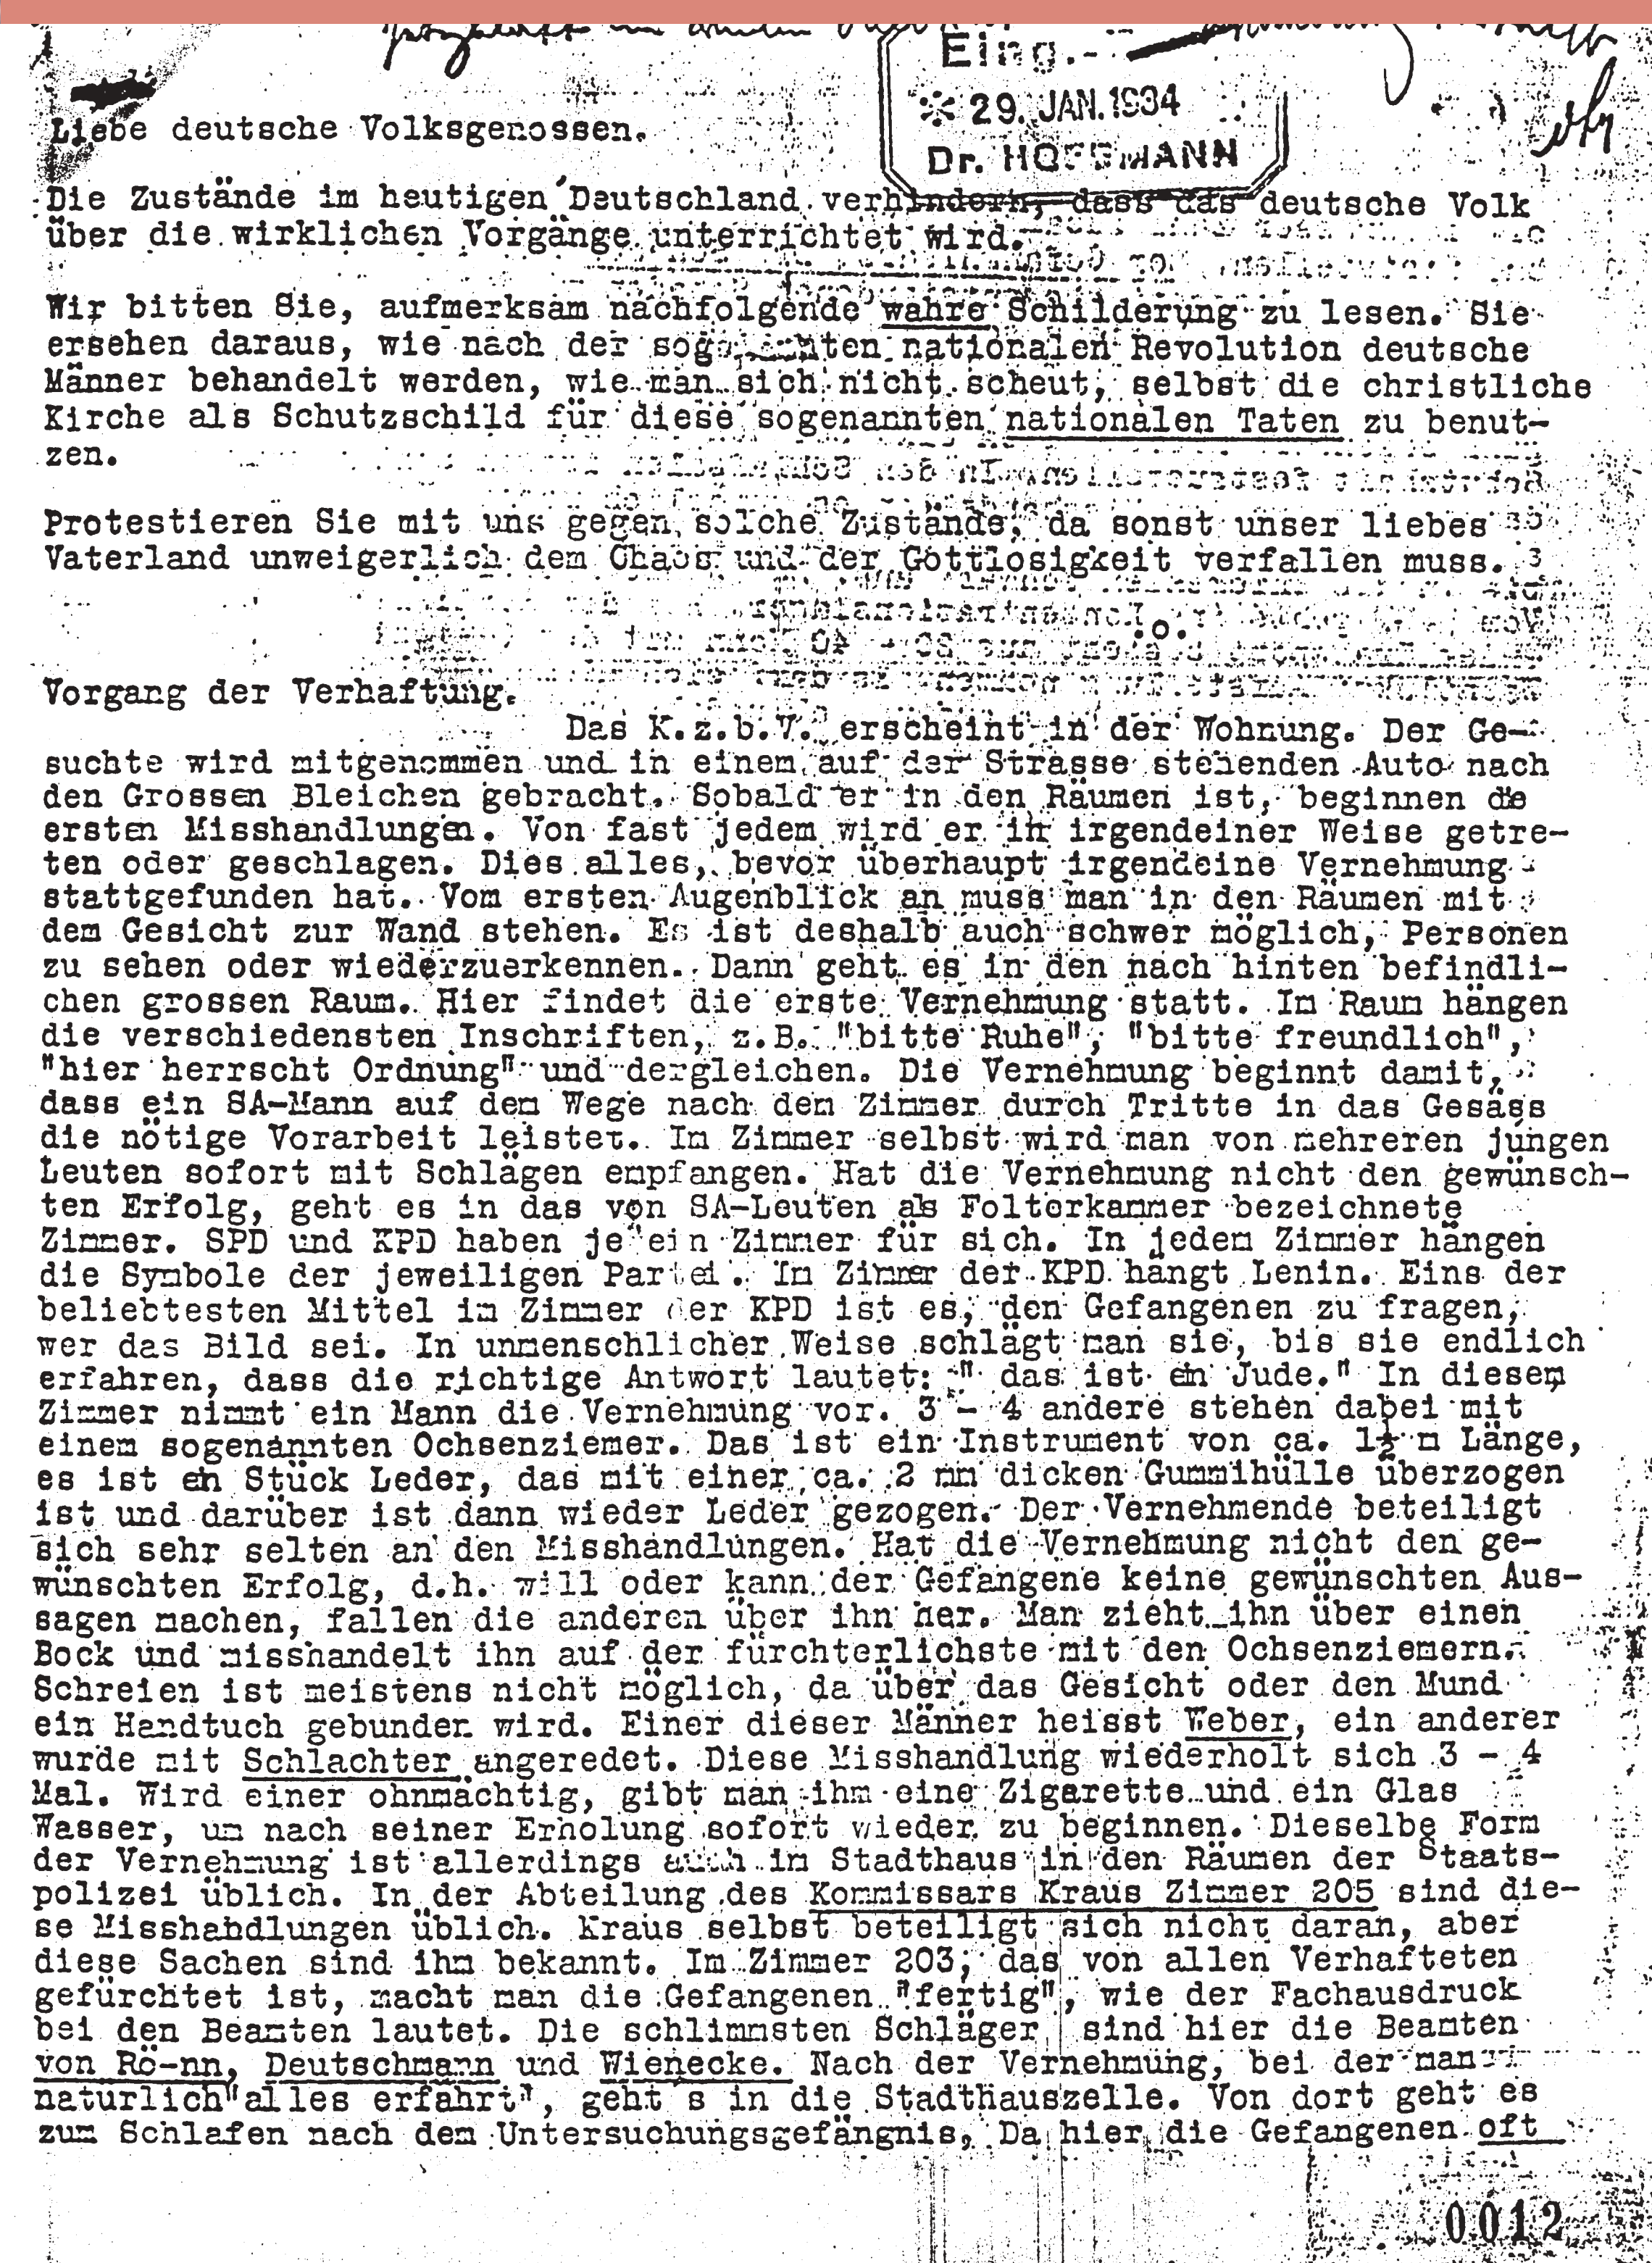 Eing.
29. JAN. 1934
Dr. HOFFMANN
Liebe deutsche Volksgenossen.
Die Zustände im heutigen Deutschland verhindern, dass das deutsche Volk
über die wirklichen Vorgänge unterrichtet wird.
Wir bitten Sie, aufmerksam nachfolgende wahre Schilderung zu lesen. Sie
ersehen daraus, wie nach der sogenannten nationalen Revolution deutsche
Männer behandelt werden, wie man sich nicht scheut, selbst die christliche
Kirche als Schutzschild für diese sogenannten nationalen Taten zu benut-
zen.
Protestieren Sie mit uns gegen solche Zustände, da sonst unser liebes
Vaterland unweigerlich dem Chaos und der Gottlosigkeit verfallen muss.
.o.
Vorgang der Verhaftung.
Das K.z.b.V. erscheint in der Wohnung. Der Ge-
suchte wird mitgenommen und in einem auf der Strasse stehenden Auto nach
den Grossen Bleichen gebracht. Sobald er in den Räumen ist, beginnen die
ersten Misshandlungen. Von fast jedem wird er in irgendeiner Weise getre-
ten oder geschlagen. Dies alles, bevor überhaupt irgendeine Vernehmung
stattgefunden hat. Vom ersten Augenblick an muss man in den Räumen mit
dem Gesicht zur Wand stehen. Es ist deshalb auch schwer möglich, Personen
zu sehen oder wiederzuerkennen. Dann geht es in den nach hinten befindli-
chen grossen Raum. Hier findet die erste Vernehmung statt. Im Raum hängen
die verschiedensten Inschriften, z.B. "bitte Ruhe", "bitte freundlich",
"hier herrscht Ordnung" und dergleichen. Die Vernehmung beginnt damit,
dass ein SA-Mann auf dem Wege nach dem Zimmer durch Tritte in das Gesäss
die nötige Vorarbeit leistet. Im Zimmer selbst wird man von mehreren jungen
Leuten sofort mit Schlägen empfangen. Hat die Vernehmung nicht den gewünsch-
ten Erfolg, geht es in das von SA-Leuten als Folterkammer bezeichnete
Zimmer. SPD und KPD haben je ein Zimmer für sich. In jedem Zimmer hängen
die Symbole der jeweiligen Partei. Im Zimmer der KPD hängt Lenin. Eins der
beliebtesten Mittel im Zimmer der KPD ist es, den Gefangenen zu fragen,
wer das Bild sei. In unmenschlicher Weise schlägt man sie, bis sie endlich
erfahren, dass die richtige Antwort lautet: " das ist ein Jude." In diesem
Zimmer nimmt ein Mann die Vernehmung vor. 3 - 4 andere stehen dabei mit
einem sogenannten Ochsenziemer. Das ist ein Instrument von ca. 1½ m Länge,
es ist ein Stück Leder, das mit einer ca. 2 mm dicken Gummihülle überzogen
ist und darüber ist dann wieder Leder gezogen. Der Vernehmende beteiligt
sich sehr selten an den Misshandlungen. Hat die Vernehmung nicht den ge-
wünschten Erfolg, d.h. will oder kann der Gefangene keine gewünschten Aus-
sagen machen, fallen die anderen über ihn her. Man zieht ihn über einen
Bock und misshandelt ihn auf der fürchterlichste mit den Ochsenziemern.
Schreien ist meistens nicht möglich, da über das Gesicht oder den Mund
ein Handtuch gebunden wird. Einer dieser Männer heisst Weber, ein anderer
wurde mit Schlachter angeredet. Diese Misshandlung wiederholt sich 3 - 4
Mal. Wird einer ohnmächtig, gibt man ihm eine Zigarette und ein Glas
Wasser, um nach seiner Erholung sofort wieder zu beginnen. Dieselbe Form
der Vernehmung ist allerdings auch im Stadthaus in den Räumen der Staats-
polizei üblich. In der Abteilung des Kommissars Kraus Zimmer 205 sind die-
se Misshabdlungen üblich. Kraus selbst beteiligt sich nicht daran, aber
diese Sachen sind ihm bekannt. Im Zimmer 203, das von allen Verhafteten
gefürchtet ist, macht man die Gefangenen "fertig", wie der Fachausdruck
bei den Beamten lautet. Die schlimmsten Schläger sind hier die Beamten
von Rö-nn, Deutschmann und Wienecke. Nach der Vernehmung, bei der man
natürlich "alles erfährt", geht s in die Stadthauszelle. Von dort geht es
zum Schlafen nach dem Untersuchungsgefängnis, Da hier die Gefangenen oft
0012